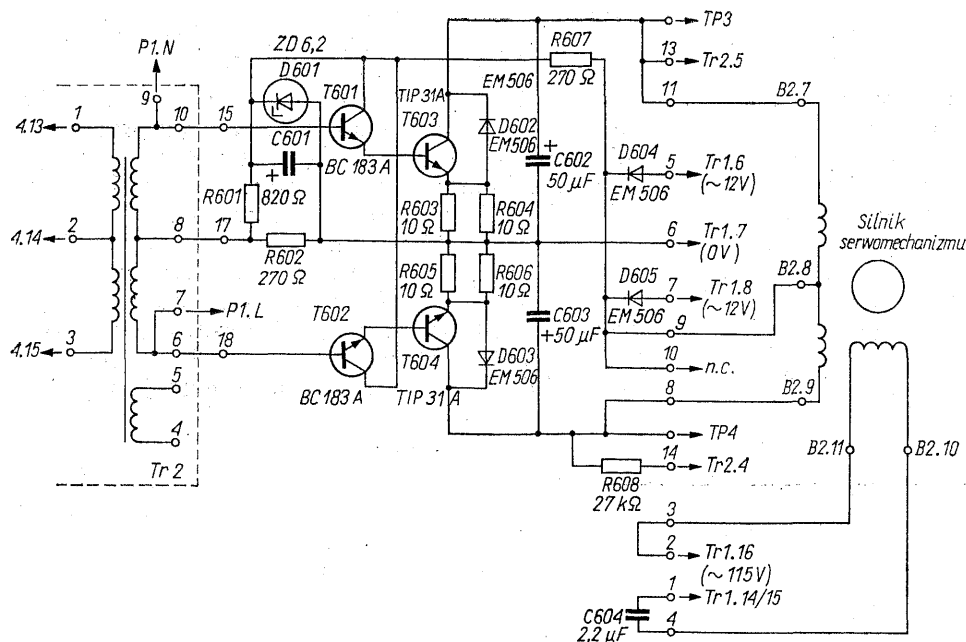 P1.N
9
1
4.13
10
15
2
4.14
8
17
7
P1.L
3
4.15
6
18
5
4
Tr 2
ZD 6,2
D601
T601
C601
R601
820 Ω
BC 183 A
R602
270 Ω
TIP 31A
T603
D602
EM506
R603
10 Ω
R604
10 Ω
R605
10 Ω
R606
10 Ω
T602
BC 183A
T604
TIP 31 A
D603
EM 506
EM 506
R607
270 Ω
C602
50 µF
C603
+50 µF
D604
EM 506
D605
EM 506
TP3
13
Tr2.5
11
B2.7
5
Tr1.6
(~12V)
6
Tr1.7
(0V)
Silnik
serwomechanizmu
B2.8
7
Tr1.8
(~12V)
9
10
n.c.
8
B2.9
TP4
14
Tr2.4
R608
27 kΩ
B2.11
B2.10
3
2
Tr1.16
(~115V)
1
Tr1.14/15
C604
2,2 µF
4